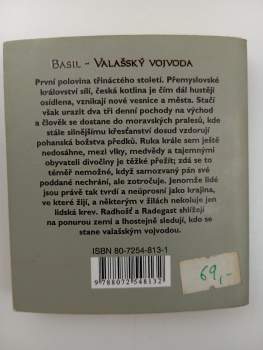 BASIL - VALAŠSKÝ VOJVODA
První polovina třináctého století. Přemyslovské
království sílí, česká kotlina je čím dál hustěji
osídlena, vznikají nové vesnice a města. Stačí
však urazit dva tři denní pochody na východ
a člověk se dostane do moravských pralesů, kde
stále silnějšímu křesťanství dosud vzdorují
pohanská božstva předků. Ruka krále sem ještě
nedosáhne, mezi vlky, medvědy a tajemnými
obyvateli divočiny je těžké přežít; zdá se to
téměř nemožné, když samozvaný pán své
poddané nechrání, ale zotročuje. Jenomže lidé
jsou právě tak tvrdí a neúprosní jako krajina,
ve které žijí, a některým v žilách nekoluje jen
lidská krev. Radhošť a Radegast shlížejí
na ponurou zemi a lhostejně sledují, kdo se
stane valašským vojvodou.
ISBN 80-7254-813-1
9 788072 548132
69,-